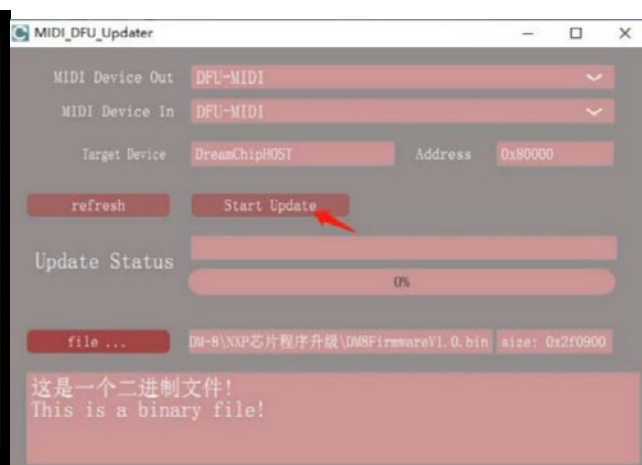 MIDI_DFU_Updater
MIDI Device Out DFU-MIDI
MIDI Device In DFU-MIDI
Target Device DreamChipHOST Address 0x80000
refresh Start Update
Update Status
0%
file ... DM-8\NXP芯片程序升级\DM8FirmwareV1.0.bin size: 0x2f0900
这是一个二进制文件!
This is a binary file!